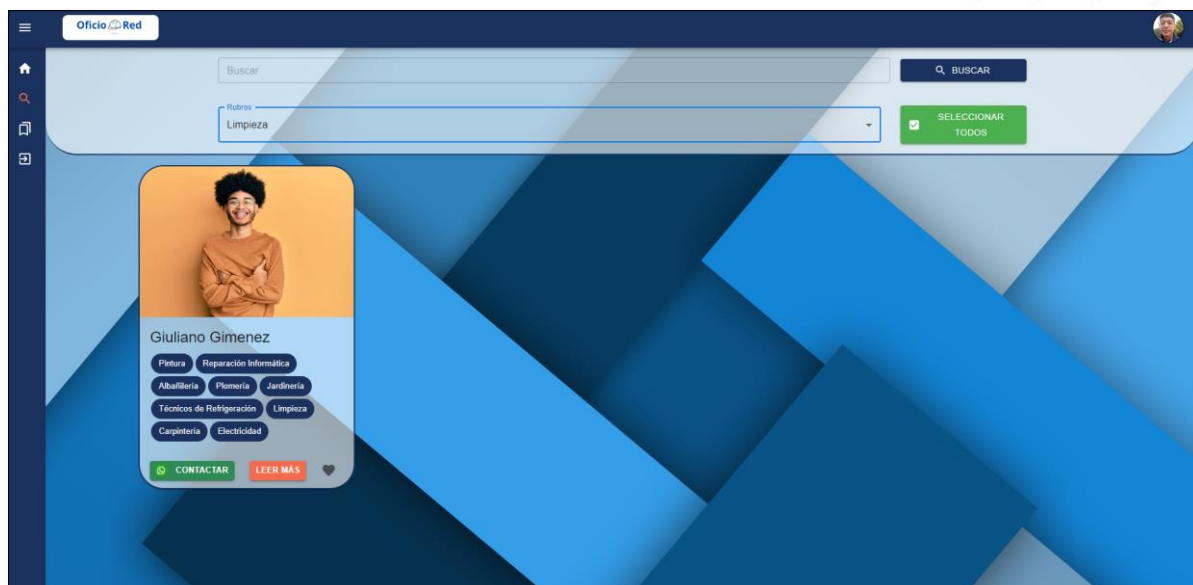 Oficio Red
Buscar
BUSCAR
Rubros
Limpieza
SELECCIONAR
TODOS
Giuliano Gimenez
Pintura Reparación Informática
Albañilería Plomería Jardinería
Técnicos de Refrigeración Limpieza
Carpintería Electricidad
CONTACTAR LEER MÁS